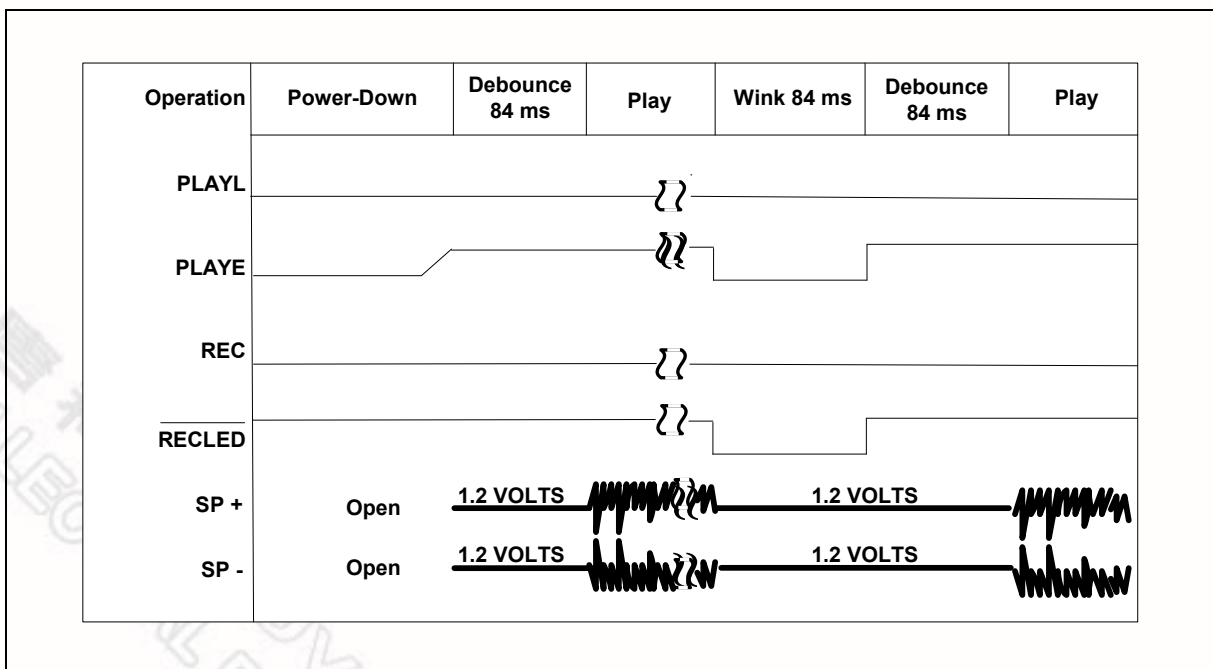 Operation Power-Down Debounce 84 ms Play Wink 84 ms Debounce 84 ms Play
PLAYL
PLAYE
REC
RECLED
SP + Open 1.2 VOLTS 1.2 VOLTS
SP - Open 1.2 VOLTS 1.2 VOLTS